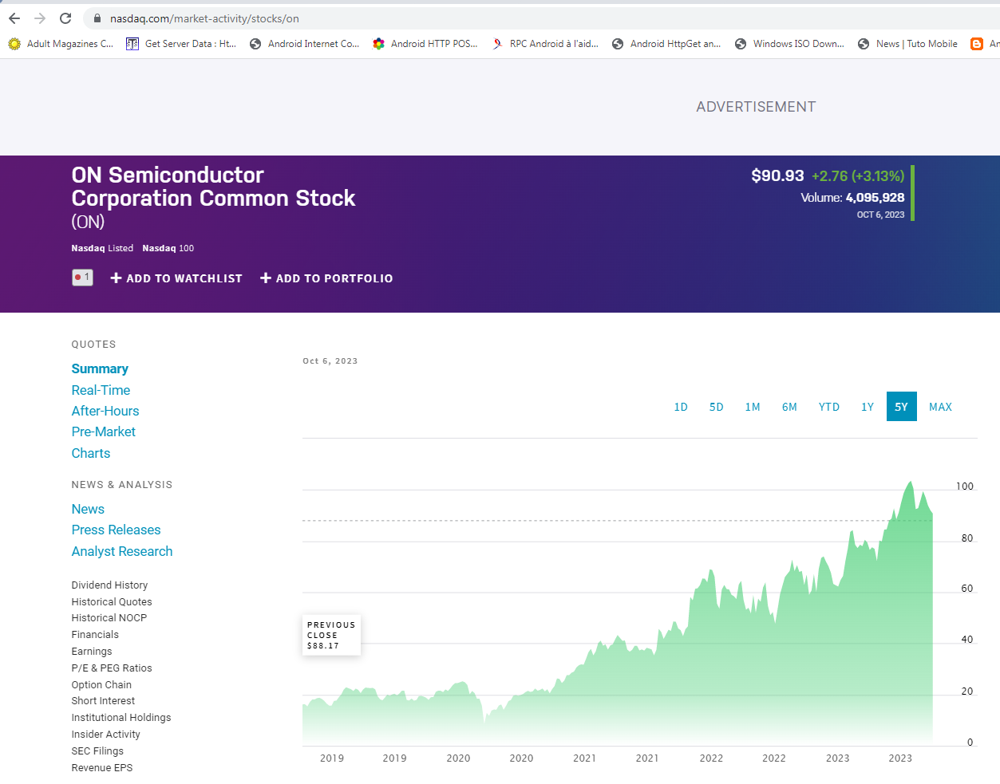 nasdaq.com/market-activity/stocks/on
Adult Magazines C... Get Server Data : Ht... Android Internet Co... Android HTTP POS... RPC Android à l'aid... Android HttpGet an... Windows ISO Down... News | Tuto Mobile An
ADVERTISEMENT
ON Semiconductor
Corporation Common Stock
(ON)
$90.93 +2.76 (+3.13%)
Volume: 4,095,928
OCT 6, 2023
Nasdaq Listed Nasdaq 100
1 + ADD TO WATCHLIST + ADD TO PORTFOLIO
QUOTES
Summary
Real-Time
After-Hours
Pre-Market
Charts
NEWS & ANALYSIS
News
Press Releases
Analyst Research
Dividend History
Historical Quotes
Historical NOCP
Financials
Earnings
P/E & PEG Ratios
Option Chain
Short Interest
Institutional Holdings
Insider Activity
SEC Filings
Revenue EPS
Oct 6, 2023
1D 5D 1M 6M YTD 1Y 5Y MAX
100
80
60
40
20
0
PREVIOUS
CLOSE
$88.17
2019 2019 2020 2020 2021 2021 2022 2022 2023 2023